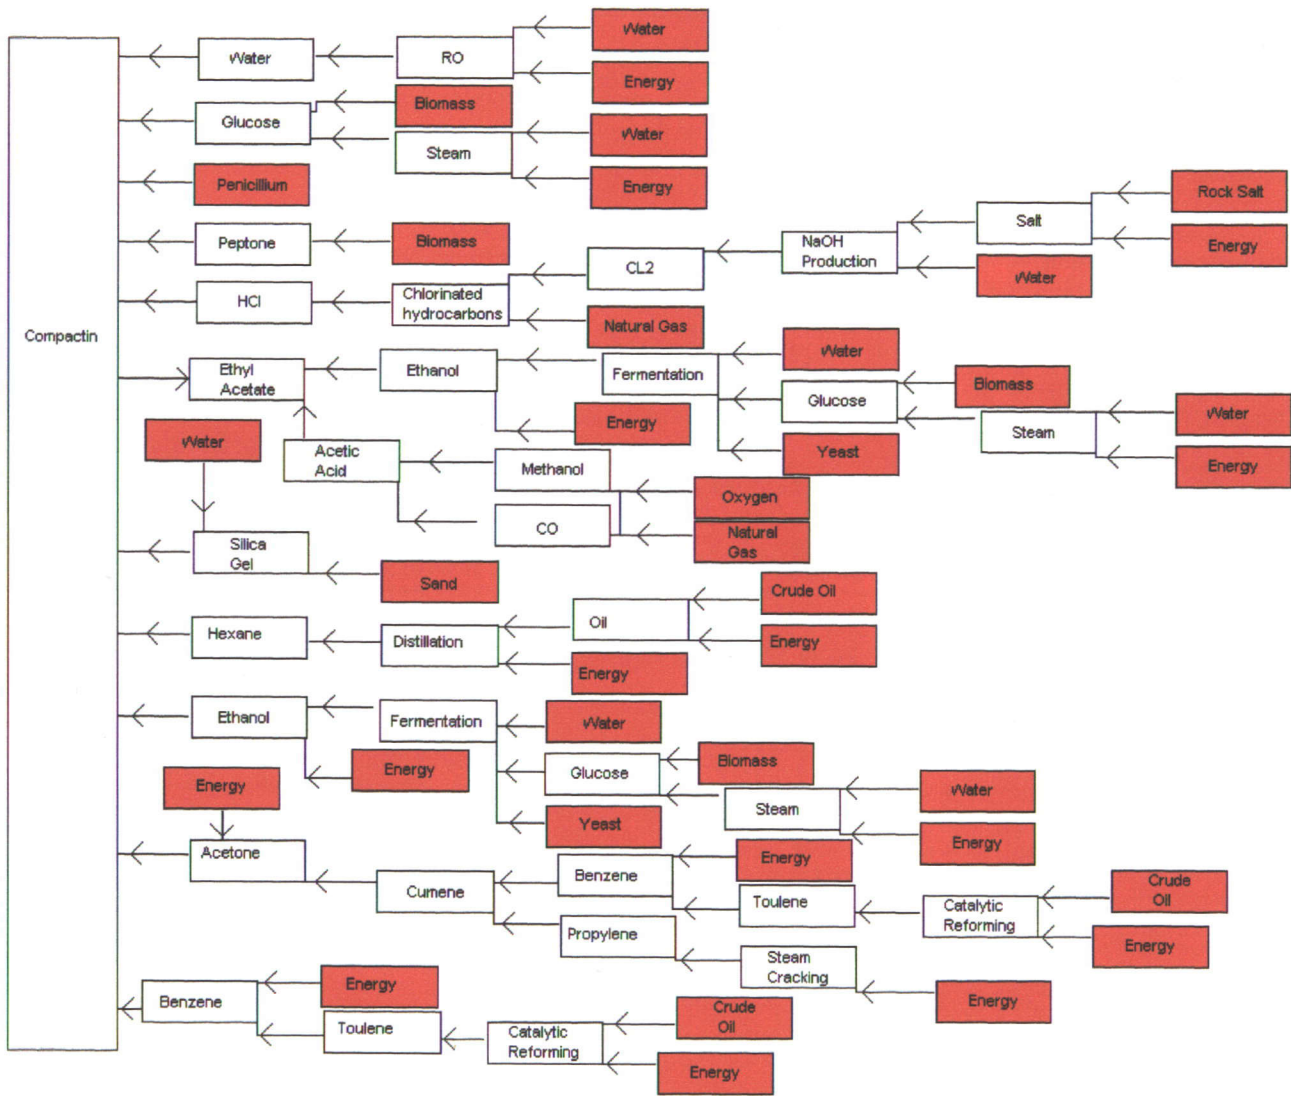 Water
Water
RO
Energy
Biomass
Glucose
Water
Steam
Energy
Penicillium
Rock Salt
Salt
Peptone
Biomass
NaOH
Production
Energy
CL2
Water
HCl
Chlorinated
hydrocarbons
Natural Gas
Compactin
Ethyl
Acetate
Ethanol
Fermentation
Water
Glucose
Biomass
Water
Energy
Steam
Water
Acetic
Acid
Methanol
Yeast
Energy
Oxygen
CO
Natural
Gas
Silica
Gel
Sand
Crude Oil
Oil
Hexane
Distillation
Energy
Energy
Ethanol
Fermentation
Water
Energy
Glucose
Biomass
Energy
Steam
Water
Yeast
Energy
Acetone
Energy
Cumene
Benzene
Toulene
Catalytic
Reforming
Crude
Oil
Propylene
Energy
Steam
Cracking
Energy
Benzene
Energy
Toulene
Catalytic
Reforming
Crude
Oil
Energy